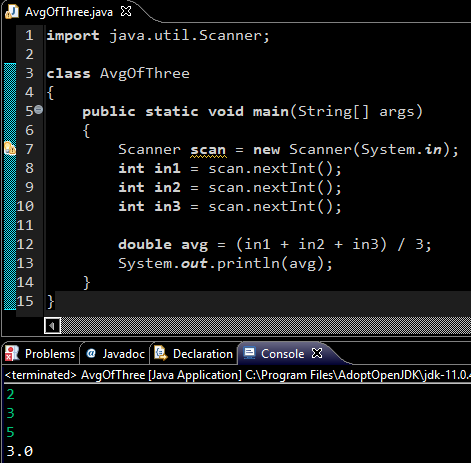 AvgOfThree.java
1 import java.util.Scanner;
2
3 class AvgOfThree
4 {
5 public static void main(String[] args)
6 {
7 Scanner scan = new Scanner(System.in);
8 int in1 = scan.nextInt();
9 int in2 = scan.nextInt();
10 int in3 = scan.nextInt();
11
12 double avg = (in1 + in2 + in3) / 3;
13 System.out.println(avg);
14 }
15 }
Problems @ Javadoc Declaration Console
<terminated> AvgOfThree [Java Application] C:\Program Files\AdoptOpenJDK\jdk-11.0.4
2
3
5
3.0